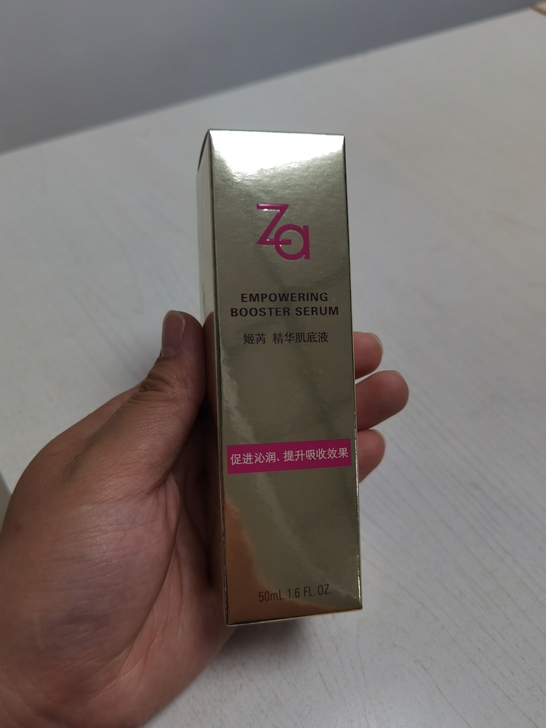 Za
EMPOWERING
BOOSTER SERUM
姬芮 精华肌底液
促进沁润、提升吸收效果
50mL 1.6 FL.OZ.